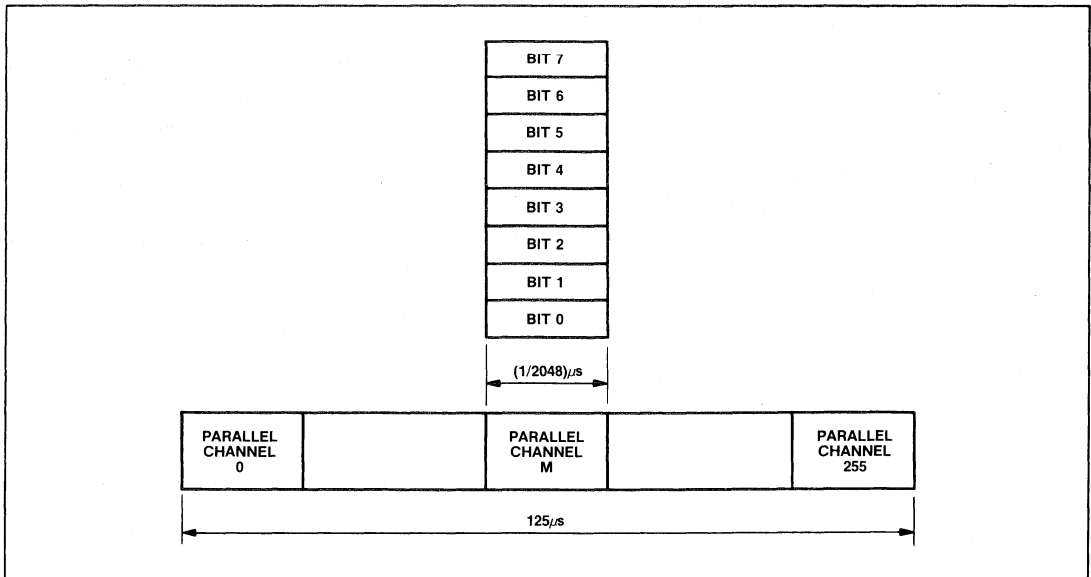 BIT 7
BIT 6
BIT 5
BIT 4
BIT 3
BIT 2
BIT 1
BIT 0
(1/2048)μs
PARALLEL
CHANNEL
0
PARALLEL
CHANNEL
M
PARALLEL
CHANNEL
255
125μs